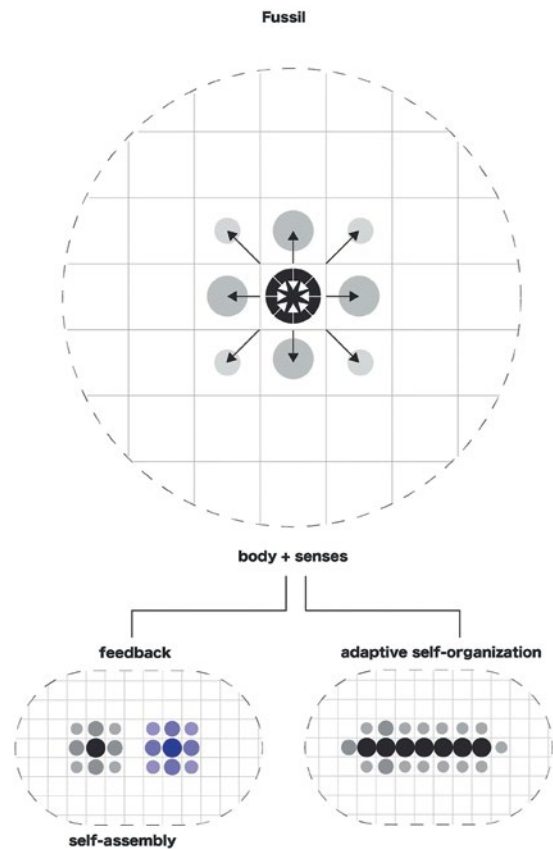 Fussil
body + senses
feedback
adaptive self-organization
self-assembly